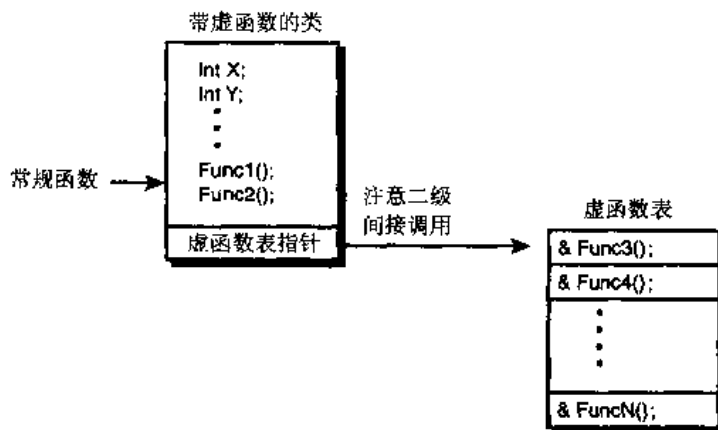 带虚函数的类
Int X;
Int Y;
常规函数
Func1();
Func2();
虚函数表指针
注意二级
间接调用
虚函数表
& Func3();
& Func4();
& FuncN();